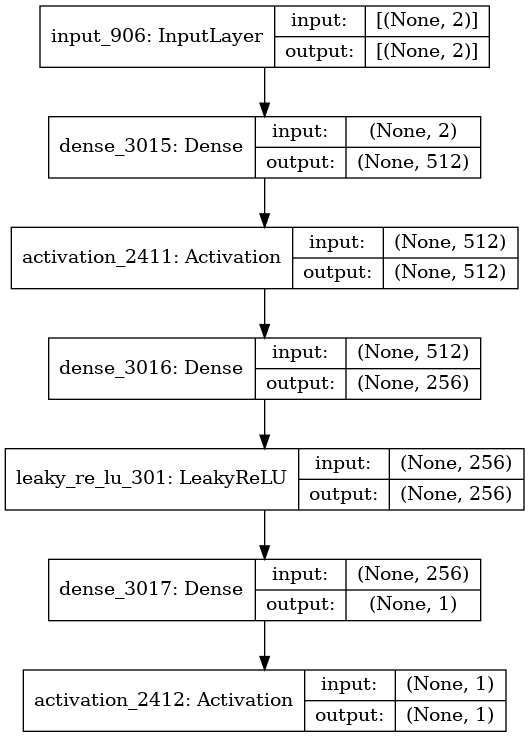 input_906: InputLayer
input:
[(None, 2)]
output:
[(None, 2)]
dense_3015: Dense
input:
(None, 2)
output:
(None, 512)
activation_2411: Activation
input:
(None, 512)
output:
(None, 512)
dense_3016: Dense
input:
(None, 512)
output:
(None, 256)
leaky_re_lu_301: LeakyReLU
input:
(None, 256)
output:
(None, 256)
dense_3017: Dense
input:
(None, 256)
output:
(None, 1)
activation_2412: Activation
input:
(None, 1)
output:
(None, 1)